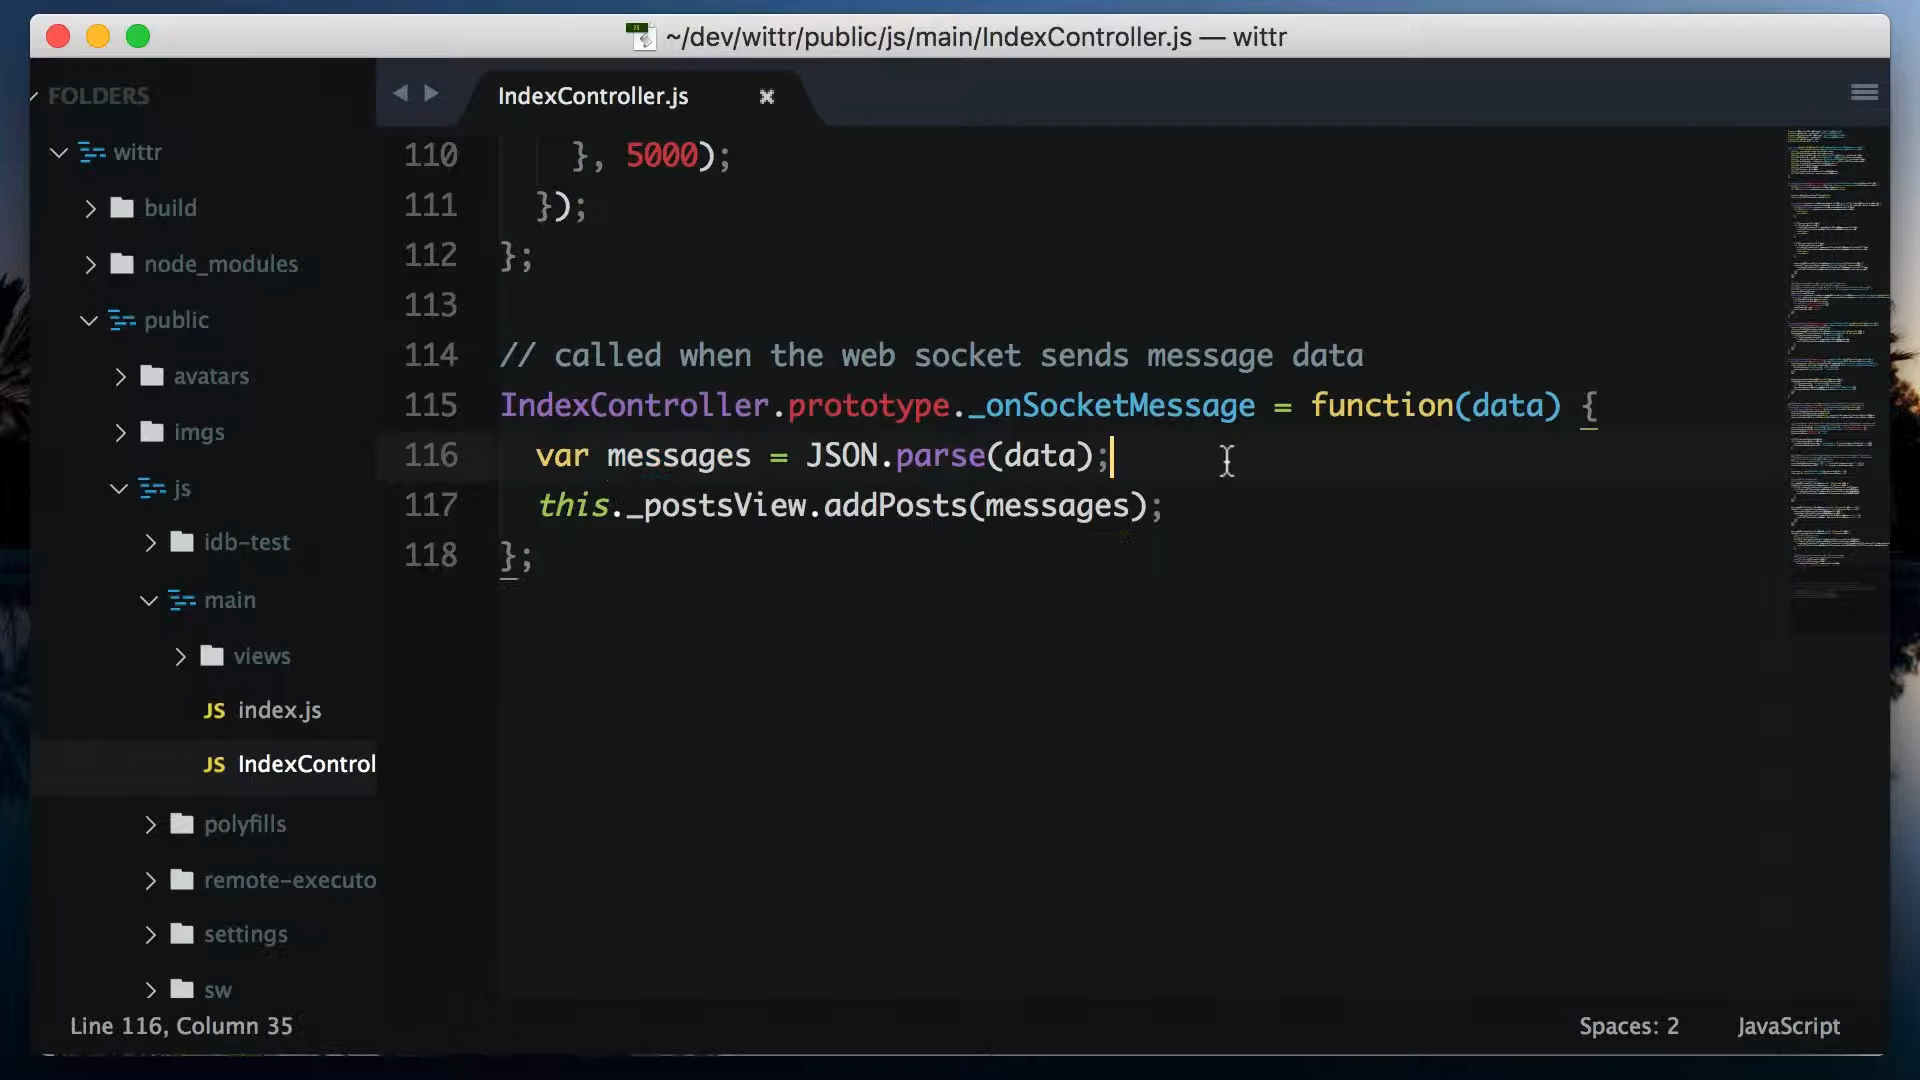 ~/dev/wittr/public/js/main/IndexController.js — wittr
FOLDERS
wittr
build
node_modules
public
avatars
imgs
js
idb-test
main
views
JS index.js
JS IndexControl
polyfills
remote-executo
settings
sw
IndexController.js
110 }, 5000);
111 });
112 };
113
114 // called when the web socket sends message data
115 IndexController.prototype._onSocketMessage = function(data) {
116 var messages = JSON.parse(data);
117 this._postsView.addPosts(messages);
118 };
Line 116, Column 35
Spaces: 2
JavaScript